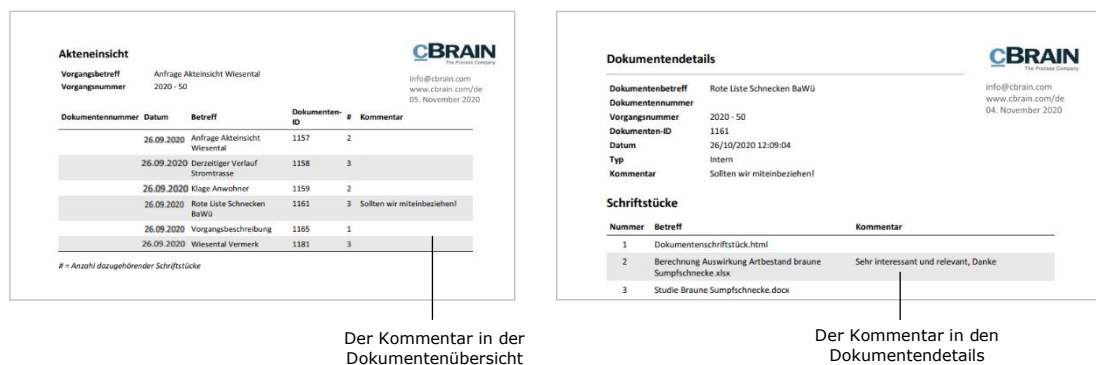 Akteneinsicht
cBRAIN
The Process Company
Vorgangsbetreff Anfrage Akteinsicht Wiesental
Vorgangsnummer 2020 - 50
info@cbrain.com
www.cbrain.com/de
05. November 2020
Dokumentennummer Datum Betreff Dokumenten-ID # Kommentar
26.09.2020 Anfrage Akteinsicht Wiesental 1157 2
26.09.2020 Derzeitiger Verlauf Stromtrasse 1158 3
26.09.2020 Klage Anwohner 1159 2
26.09.2020 Rote Liste Schnecken BaWü 1161 3 Sollten wir miteinbeziehen!
26.09.2020 Vorgangsbeschreibung 1165 1
26.09.2020 Wiesental Vermerk 1181 3
# = Anzahl dazugehörender Schriftstücke
Der Kommentar in der
Dokumentenübersicht
Dokumentendetails
cBRAIN
The Process Company
Dokumentenbetreff Rote Liste Schnecken BaWü
Dokumentennummer
Vorgangsnummer 2020 - 50
Dokumenten-ID 1161
Datum 26/10/2020 12:09:04
Typ Intern
Kommentar Sollten wir miteinbeziehen!
info@cbrain.com
www.cbrain.com/de
04. November 2020
Schriftstücke
Nummer Betreff Kommentar
1 Dokumentenschriftstück.html
2 Berechnung Auswirkung Artbestand braune Sehr interessant und relevant, Danke
Sumpfschnecke.xlsx
3 Studie Braune Sumpfschnecke.docx
Der Kommentar in den
Dokumentendetails